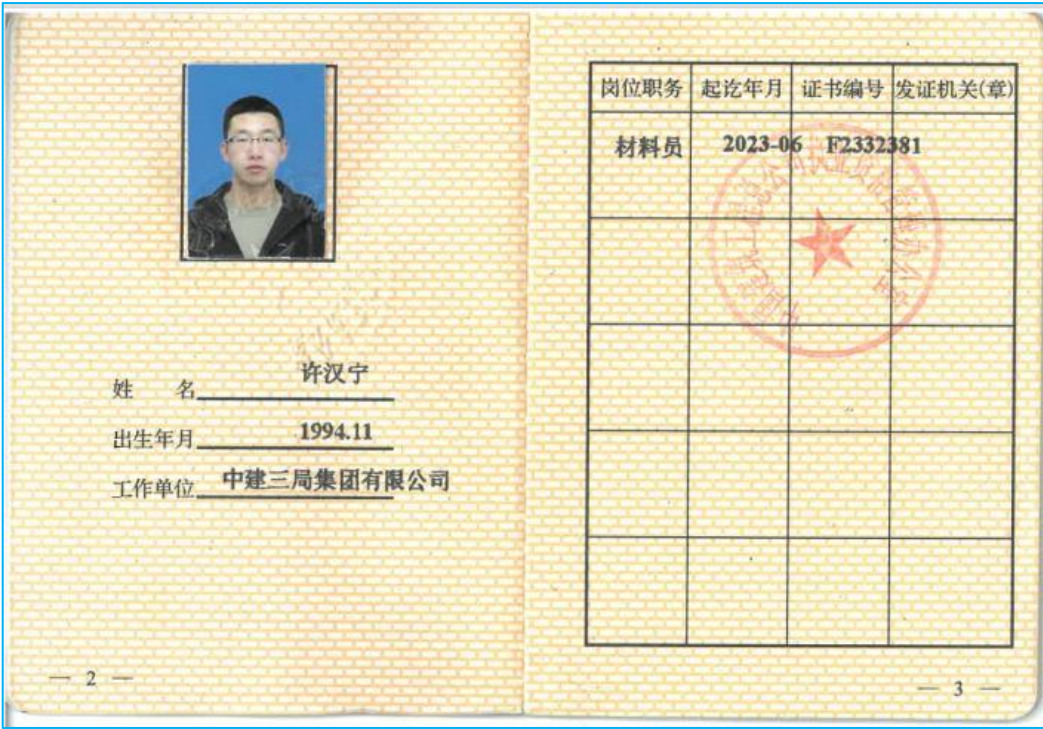 姓 名 许汉宁
出生年月 1994.11
工作单位 中建三局集团有限公司
— 2 —
岗位职务 起讫年月 证书编号 发证机关(章)
材料员 2023-06 F2332381
— 3 —